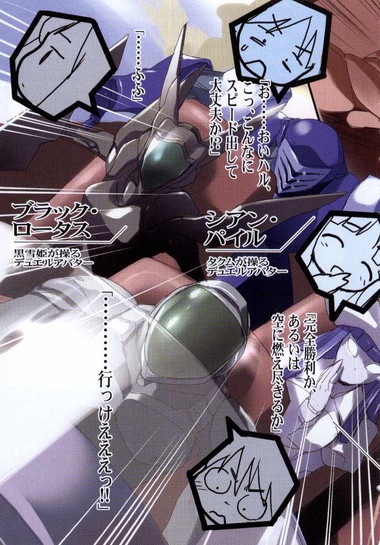 『お……おいハル、
こっ、こんなに
スピード出して
大丈夫か!?』
『……ふふ』
シアン・
パイル
タクムが操る
デュエルアバター
ブラック・
ロータス
黒雪姫が操る
デュエルアバター
『完全勝利か、
あるいは
空に燃え尽きるか』
『………行っけえええっ!!』